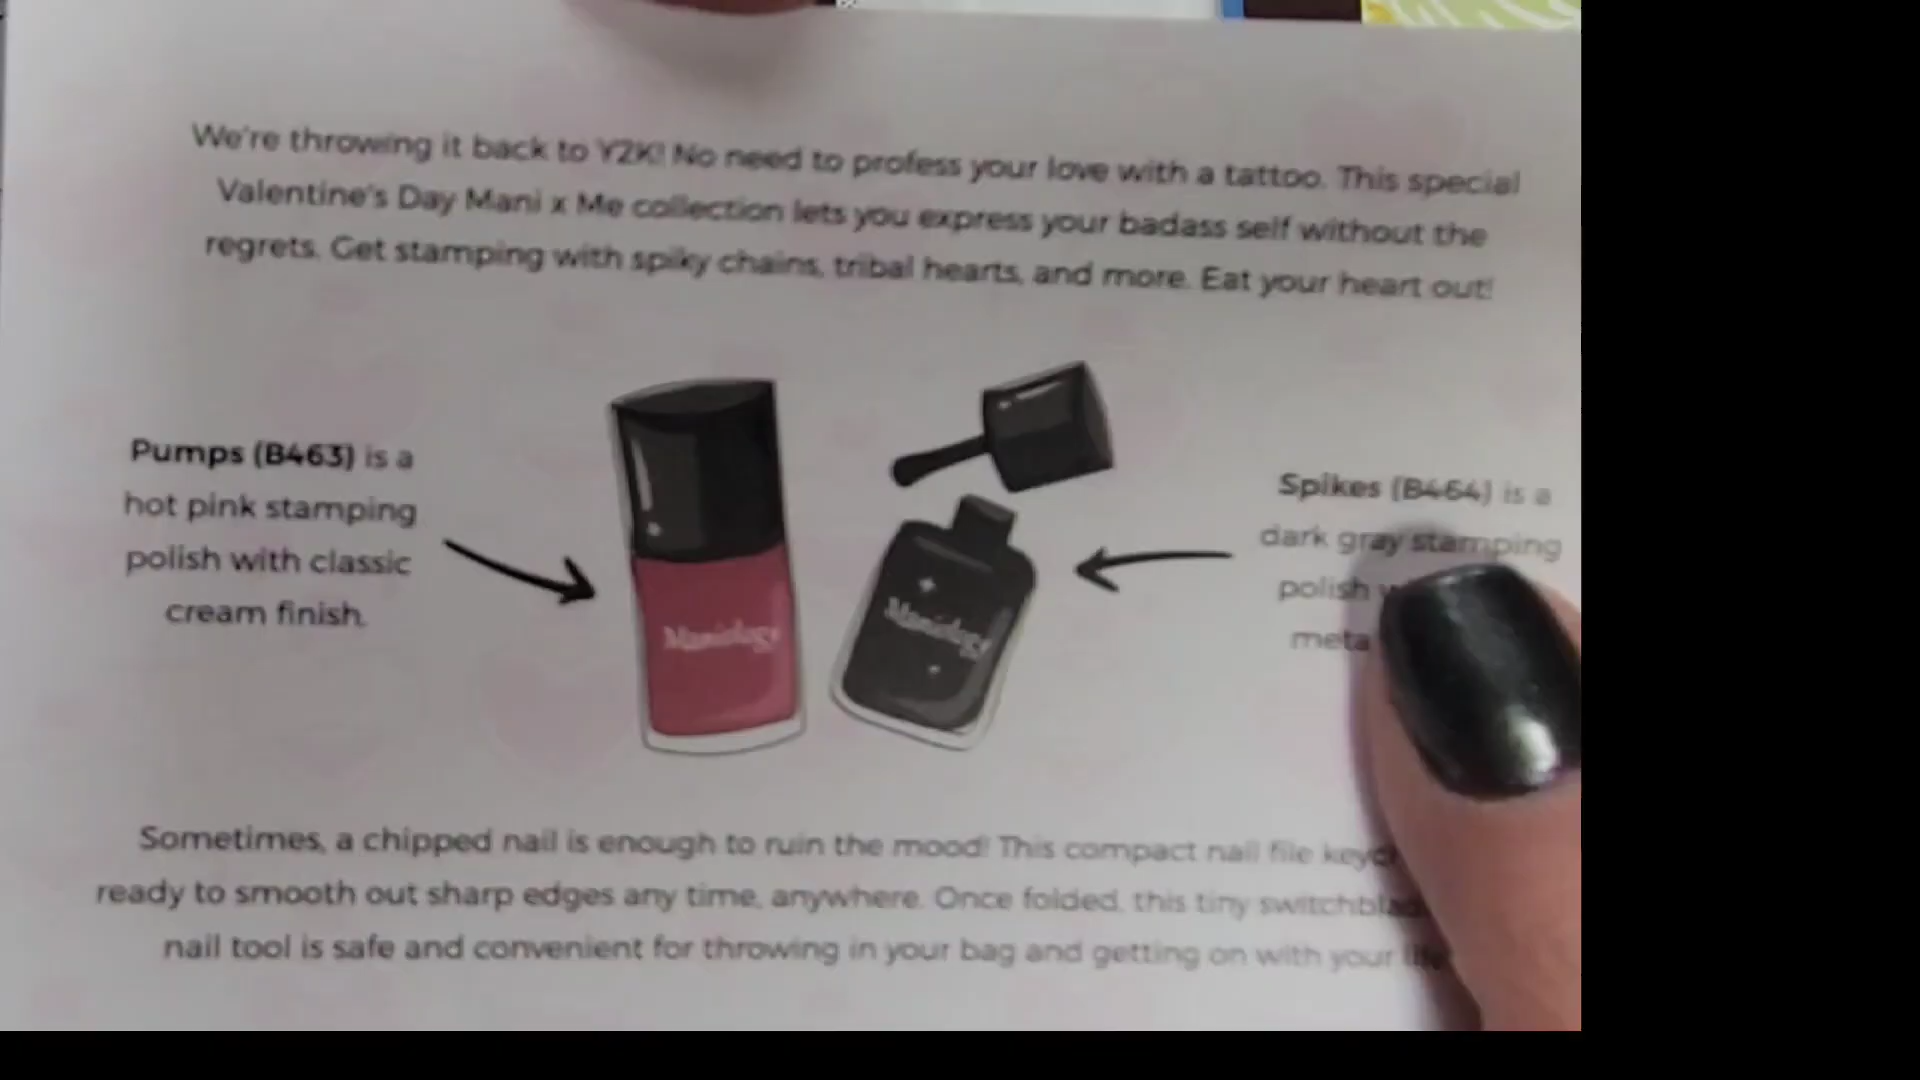 We're throwing it back to Y2K! No need to profess your love with a tattoo. This special
Valentine's Day Mani x Me collection lets you express your badass self without the
regrets. Get stamping with spiky chains, tribal hearts, and more. Eat your heart out!
Pumps (B463) is a
hot pink stamping
polish with classic
cream finish.
Maniology
Maniology
Spikes (B464) is a
dark gray stamping
polish
Sometimes, a chipped nail is enough to ruin the mood! This compact nail file
ready to smooth out sharp edges any time, anywhere. Once folded, this tiny
nail tool is safe and convenient for throwing in your bag and getting on with your